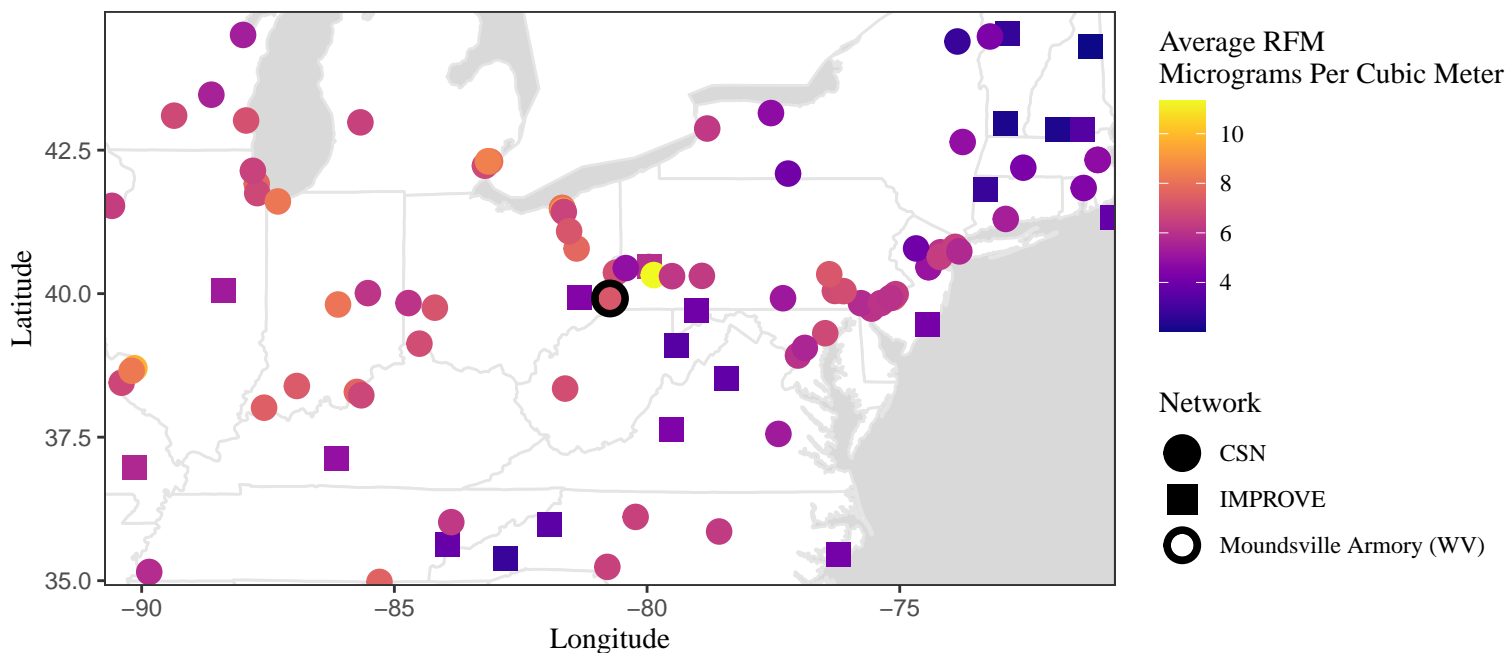 Average RFM
Micrograms Per Cubic Meter
10
8
6
4
Network
CSN
IMPROVE
Moundsville Armory (WV)
Latitude
42.5
40.0
37.5
35.0
−90
−85
−80
−75
Longitude